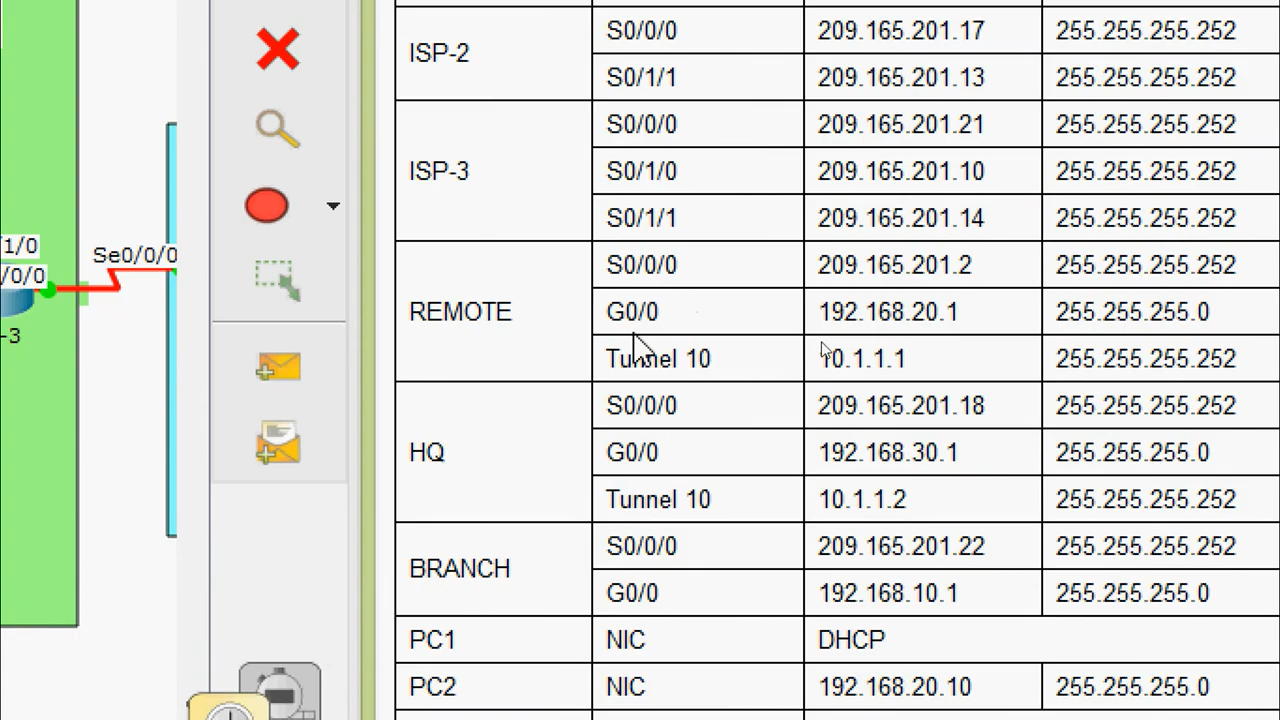 ISP-2
S0/0/0 209.165.201.17 255.255.255.252
S0/1/1 209.165.201.13 255.255.255.252
ISP-3
S0/0/0 209.165.201.21 255.255.255.252
S0/1/0 209.165.201.10 255.255.255.252
S0/1/1 209.165.201.14 255.255.255.252
REMOTE
S0/0/0 209.165.201.2 255.255.255.252
G0/0 192.168.20.1 255.255.255.0
Tunnel 10 10.1.1.1 255.255.255.252
HQ
S0/0/0 209.165.201.18 255.255.255.252
G0/0 192.168.30.1 255.255.255.0
Tunnel 10 10.1.1.2 255.255.255.252
BRANCH
S0/0/0 209.165.201.22 255.255.255.252
G0/0 192.168.10.1 255.255.255.0
PC1 NIC DHCP
PC2 NIC 192.168.20.10 255.255.255.0
/1/0
Se0/0/0
/0/0
-3